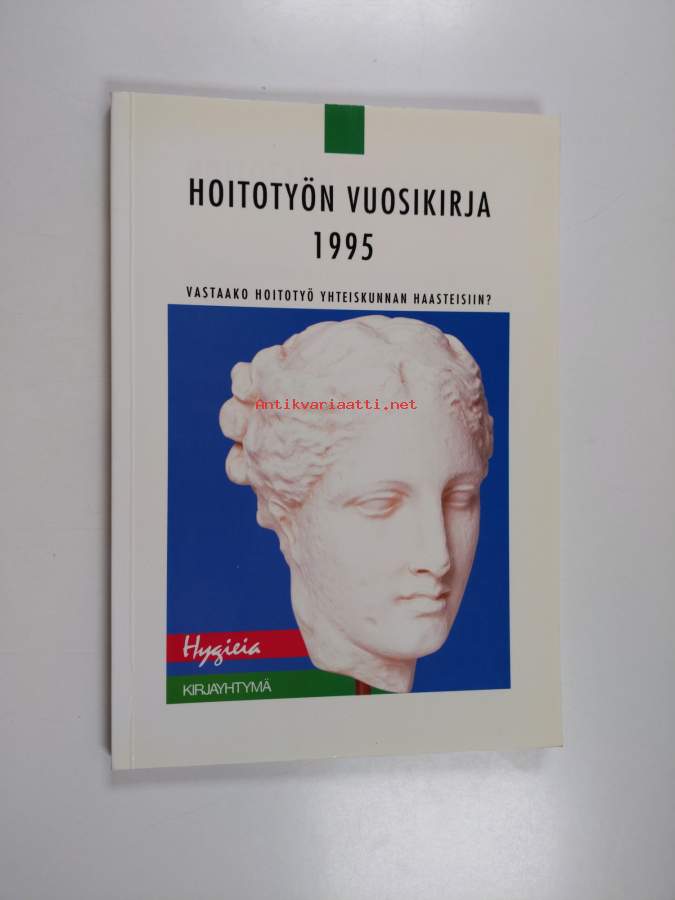 HOITOTYÖN VUOSIKIRJA
1995
VASTAAKO HOITOTYÖ YHTEISKUNNAN HAASTEISIIN?
Antikvariaatti.net
Hygieia
KIRJAYHTYMÄ